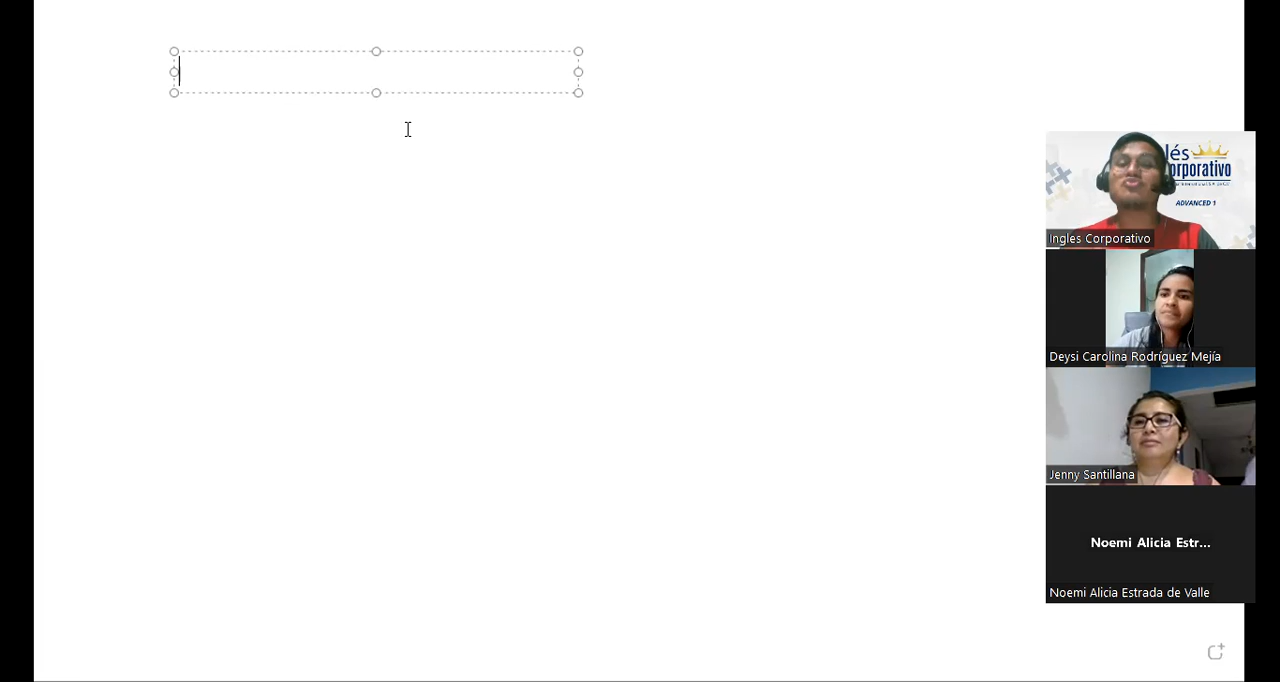 lés
orporativo
ADVANCED 1
Ingles Corporativo
Deysi Carolina Rodríguez Mejía
Jenny Santillana
Noemi Alicia Estr...
Noemi Alicia Estrada de Valle